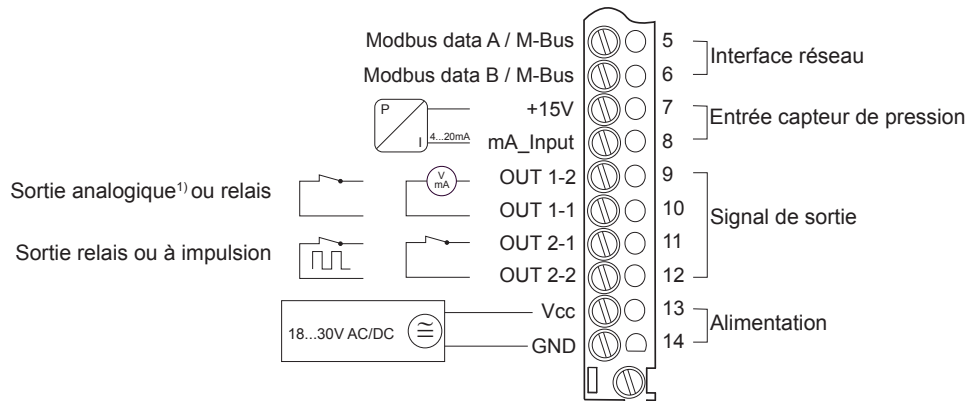 Modbus data A / M-Bus 5
Modbus data B / M-Bus 6
Interface réseau
P
I
4...20mA
+15V 7
mA_Input 8
Entrée capteur de pression
Sortie analogique¹⁾ ou relais
V
mA
OUT 1-2 9
OUT 1-1 10
Sortie relais ou à impulsion
OUT 2-1 11
OUT 2-2 12
Signal de sortie
18...30V AC/DC
Vcc 13
GND 14
Alimentation